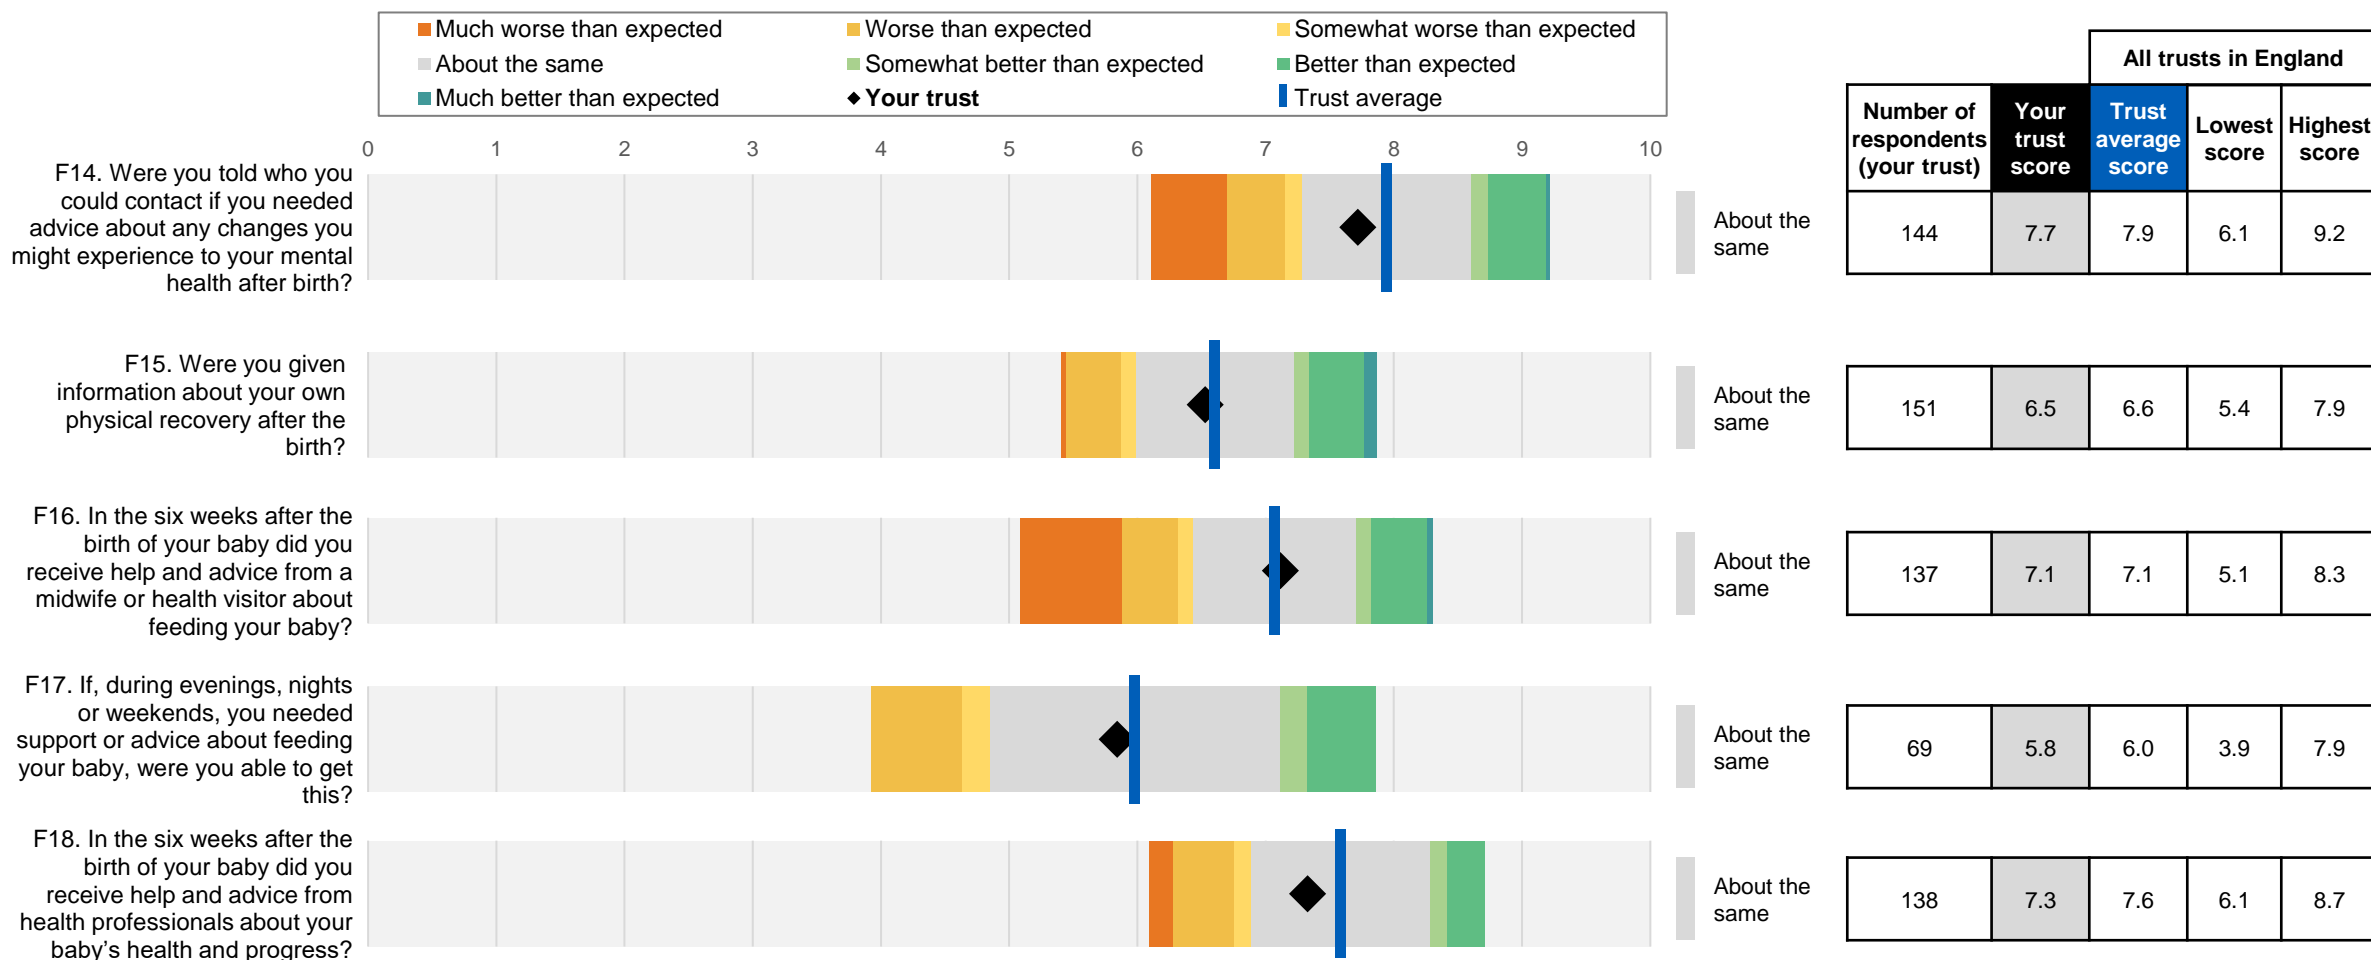 Much worse than expected
Worse than expected
Somewhat worse than expected
About the same
Somewhat better than expected
Better than expected
Much better than expected
Your trust
Trust average
All trusts in England
Number of
respondents
(your trust)
Your
trust
score
Trust
average
score
Lowest
score
Highest
score
0 1 2 3 4 5 6 7 8 9 10
F14. Were you told who you
could contact if you needed
advice about any changes you
might experience to your mental
health after birth?
About the
same
144 7.7 7.9 6.1 9.2
F15. Were you given
information about your own
physical recovery after the
birth?
About the
same
151 6.5 6.6 5.4 7.9
F16. In the six weeks after the
birth of your baby did you
receive help and advice from a
midwife or health visitor about
feeding your baby?
About the
same
137 7.1 7.1 5.1 8.3
F17. If, during evenings, nights
or weekends, you needed
support or advice about feeding
your baby, were you able to get
this?
About the
same
69 5.8 6.0 3.9 7.9
F18. In the six weeks after the
birth of your baby did you
receive help and advice from
health professionals about your
baby’s health and progress?
About the
same
138 7.3 7.6 6.1 8.7